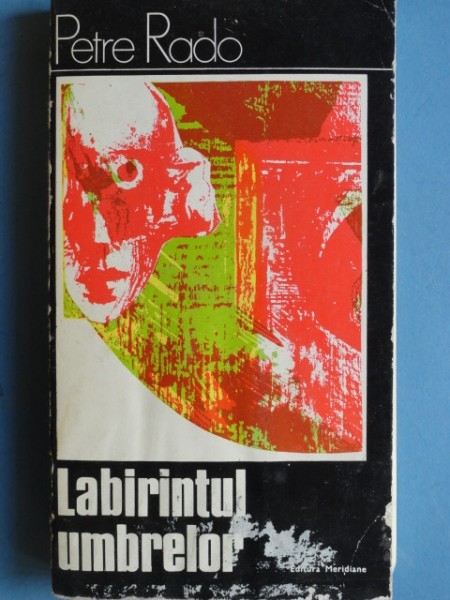 Petre Rado
Labirintul
umbrelor
Editura Meridiane